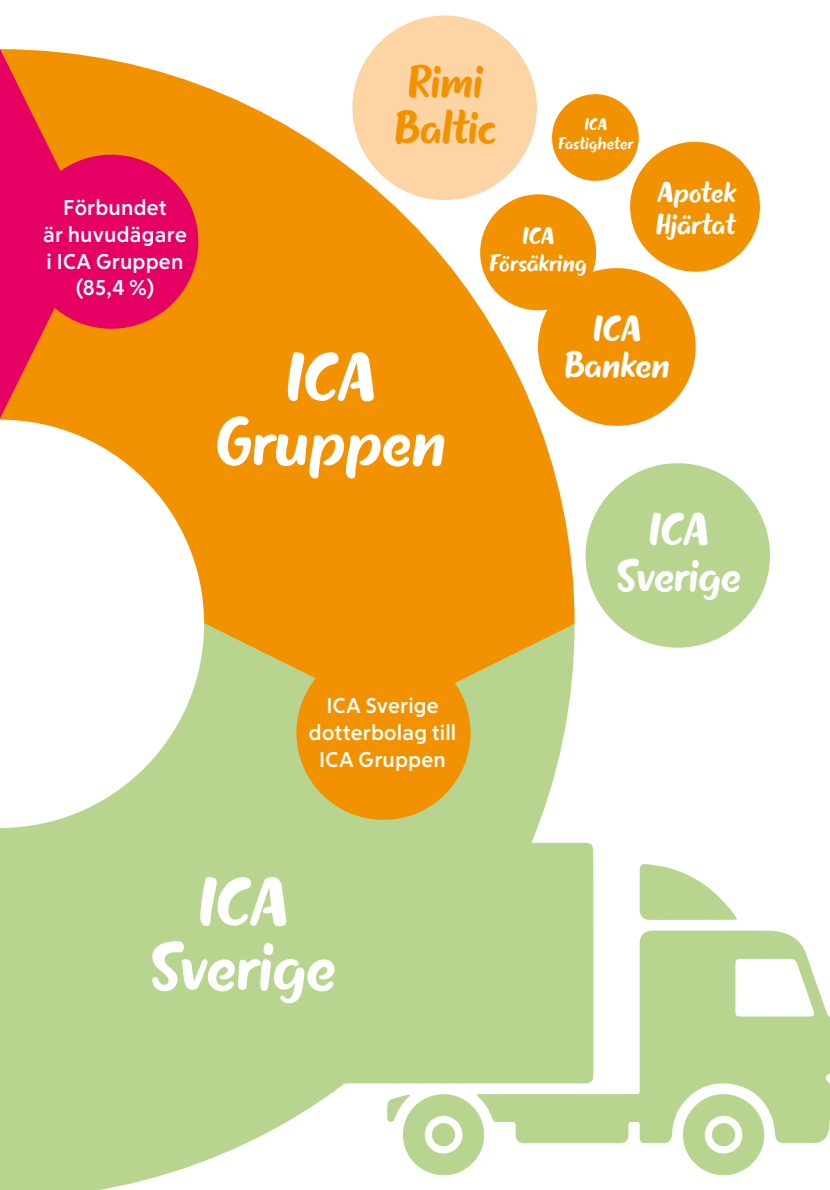 Rimi
Baltic
ICA
Fastigheter
Apotek
Hjärtat
ICA
Försäkring
ICA
Banken
Förbundet
är huvudägare
i ICA Gruppen
(85,4 %)
ICA
Gruppen
ICA
Sverige
ICA Sverige
dotterbolag till
ICA Gruppen
ICA
Sverige